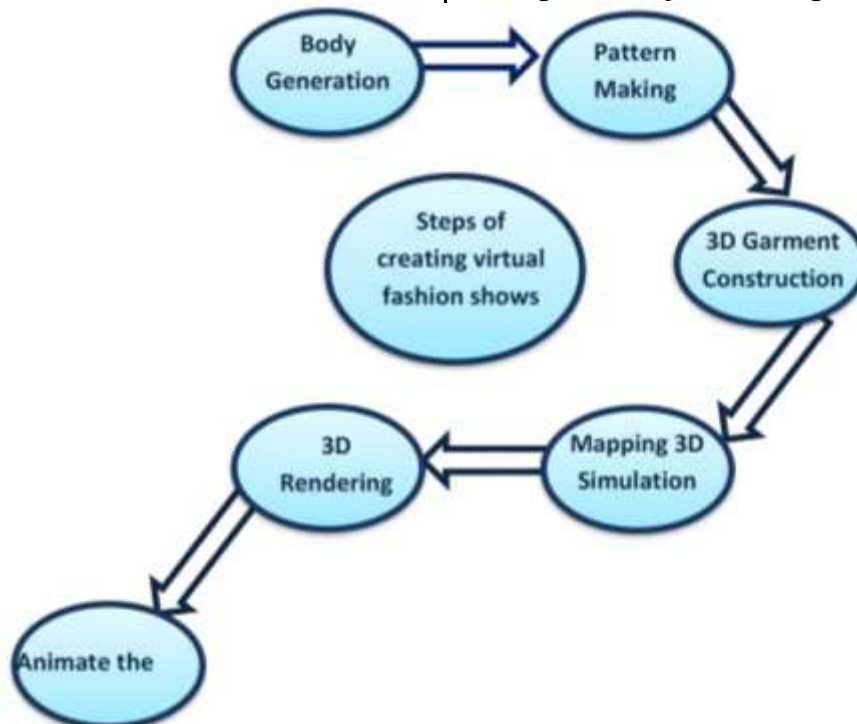 Body
Generation
Pattern
Making
3D Garment
Construction
Steps of
creating virtual
fashion shows
Mapping 3D
Simulation
3D
Rendering
Animate the